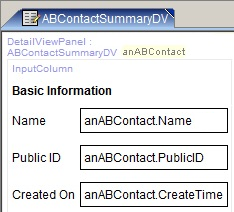 ABContactSummaryDV
DetailViewPanel :
ABContactSummaryDV anABContact
InputColumn
Basic Information
Name anABContact.Name
Public ID anABContact.PublicID
Created On anABContact.CreateTime